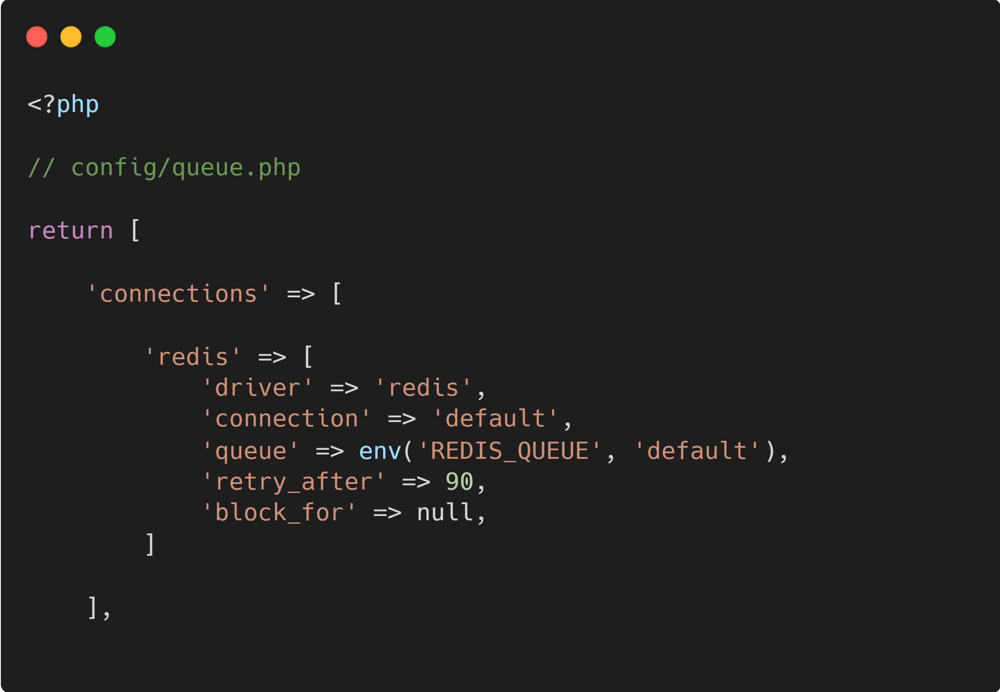 <?php
// config/queue.php
return [
    'connections' => [
        'redis' => [
            'driver' => 'redis',
            'connection' => 'default',
            'queue' => env('REDIS_QUEUE', 'default'),
            'retry_after' => 90,
            'block_for' => null,
        ]
    ],